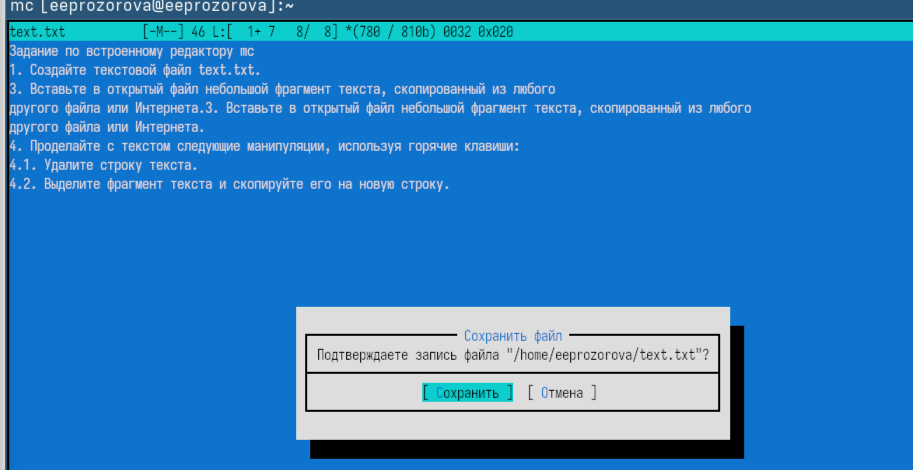 mc [eeprozorova@eeprozorova]:~
text.txt [-M--] 46 L:[ 1+ 7 8/ 8] *(780 / 810b) 0032 0x020
Задание по встроенному редактору mc
1. Создайте текстовой файл text.txt.
3. Вставьте в открытый файл небольшой фрагмент текста, скопированный из любого
другого файла или Интернета.3. Вставьте в открытый файл небольшой фрагмент текста, скопированный из любого
другого файла или Интернета.
4. Проделайте с текстом следующие манипуляции, используя горячие клавиши:
4.1. Удалите строку текста.
4.2. Выделите фрагмент текста и скопируйте его на новую строку.
Сохранить файл
Подтверждаете запись файла "/home/eeprozorova/text.txt"?
[ Сохранить ] [ Отмена ]